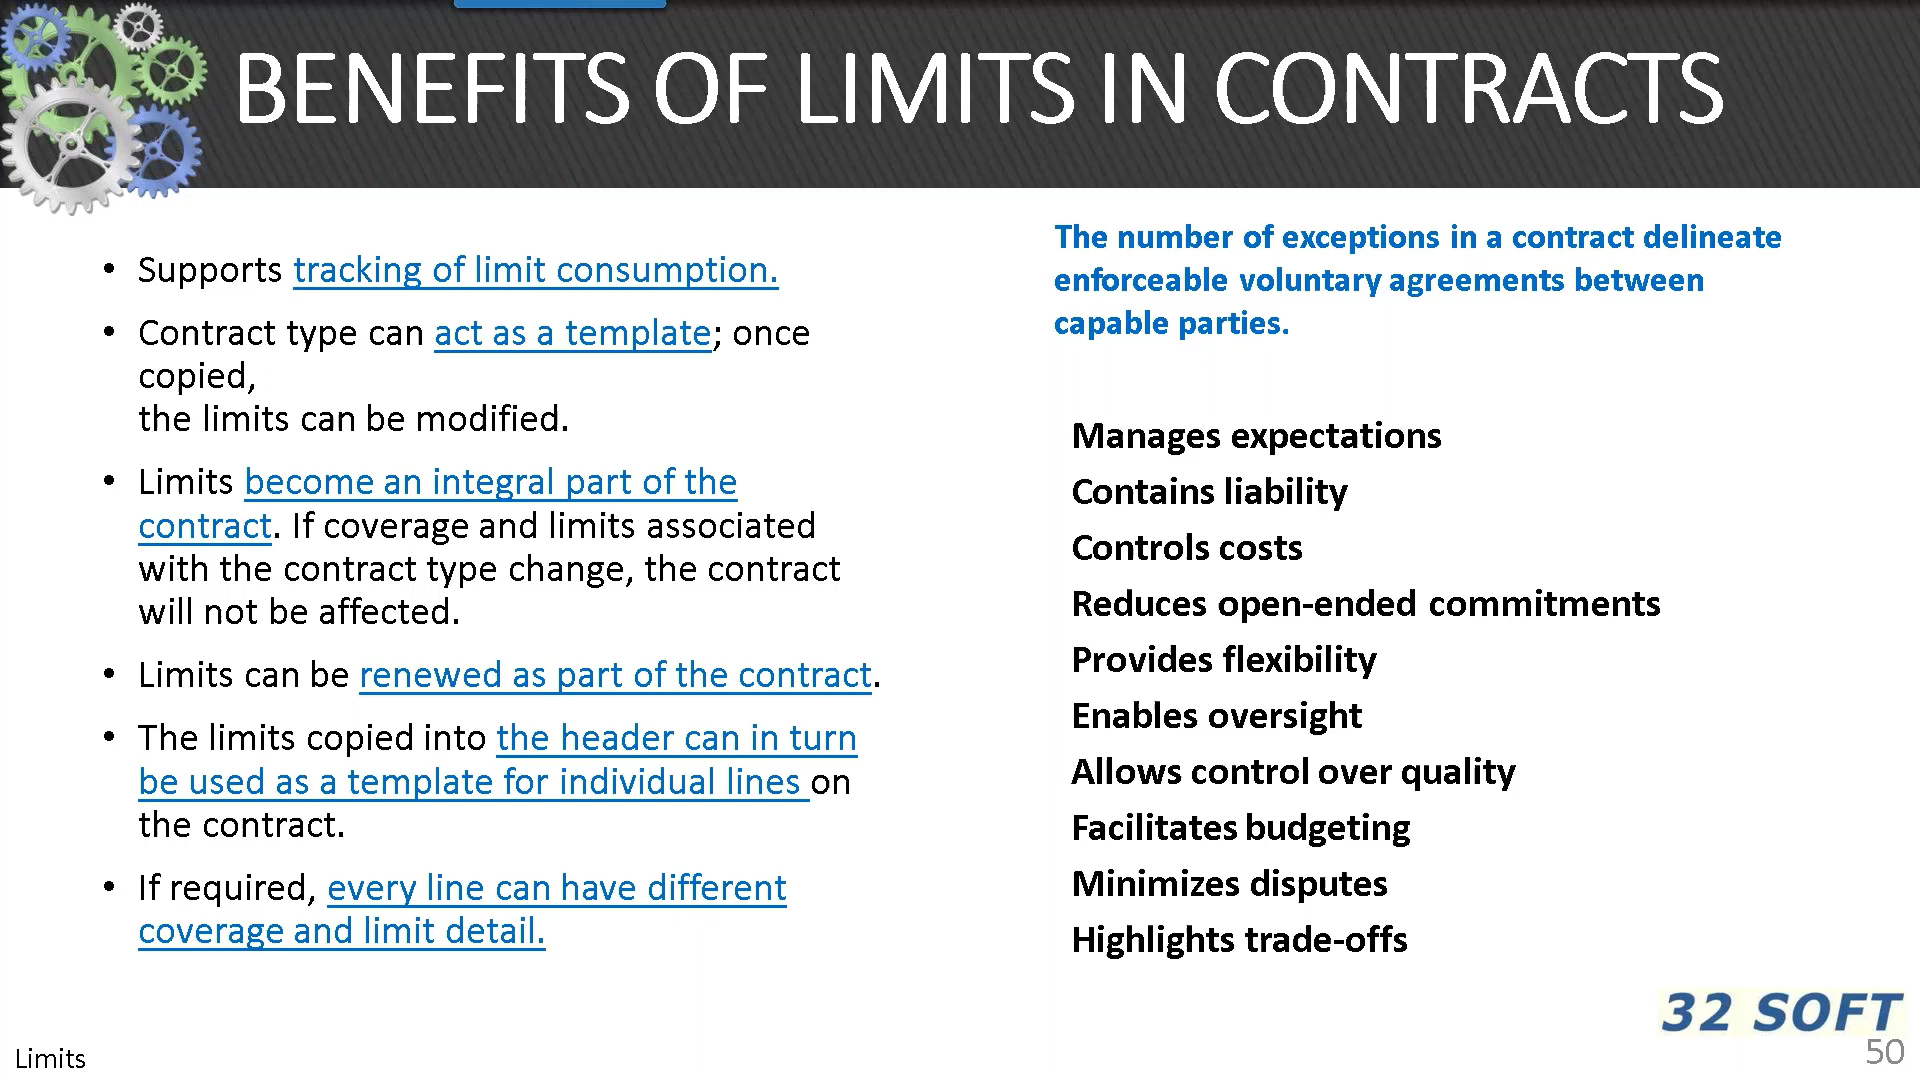 BENEFITS OF LIMITS IN CONTRACTS
• Supports tracking of limit consumption.
• Contract type can act as a template; once
copied,
the limits can be modified.
• Limits become an integral part of the
contract. If coverage and limits associated
with the contract type change, the contract
will not be affected.
• Limits can be renewed as part of the contract.
• The limits copied into the header can in turn
be used as a template for individual lines on
the contract.
• If required, every line can have different
coverage and limit detail.
The number of exceptions in a contract delineate
enforceable voluntary agreements between
capable parties.
Manages expectations
Contains liability
Controls costs
Reduces open-ended commitments
Provides flexibility
Enables oversight
Allows control over quality
Facilitates budgeting
Minimizes disputes
Highlights trade-offs
32 SOFT
50
Limits